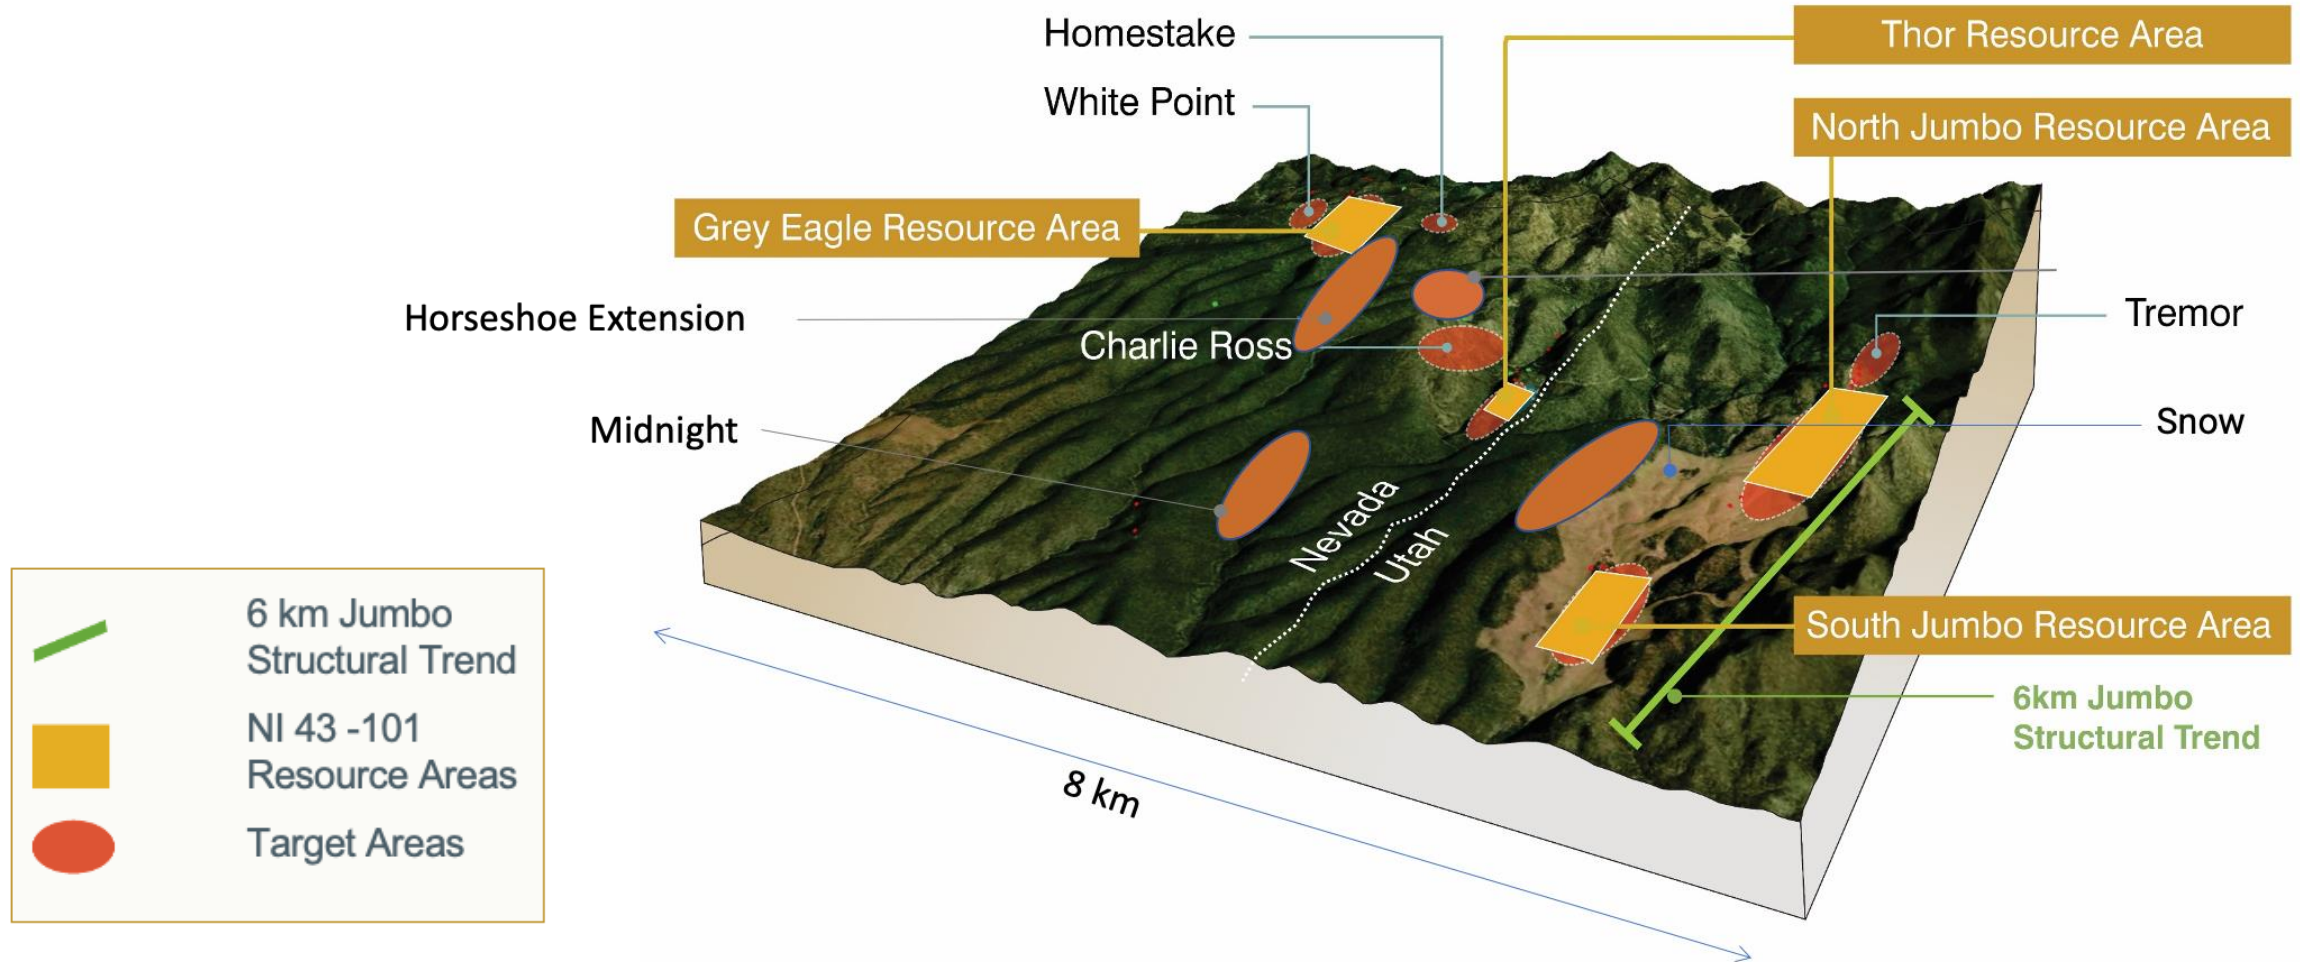 Homestake
Thor Resource Area
White Point
North Jumbo Resource Area
Grey Eagle Resource Area
Horseshoe Extension
Tremor
Charlie Ross
Midnight
Snow
Nevada
Utah
6 km Jumbo
Structural Trend
NI 43 -101
Resource Areas
Target Areas
South Jumbo Resource Area
6km Jumbo
Structural Trend
8 km